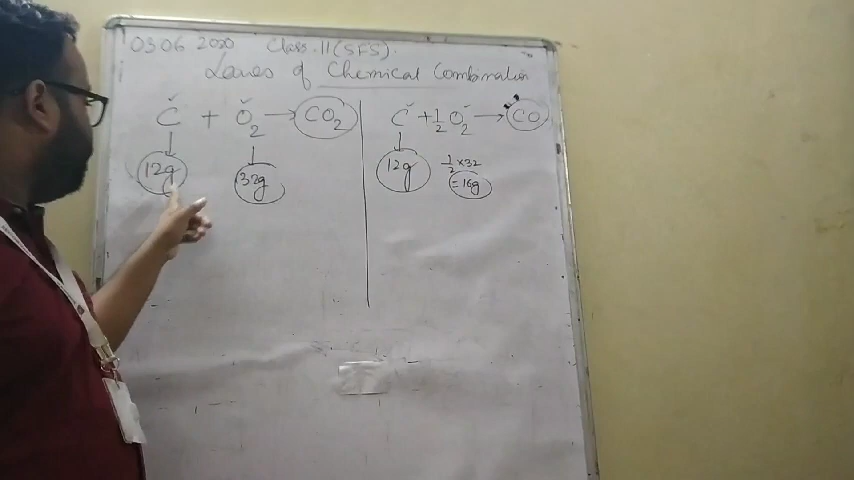 03 06 2020 Class. 11 (SFS).
Laws of Chemical Combination
C + O₂ → CO₂
12g 32g
C + 1/2 O₂ → CO
12g 1/2 × 32
= 16g